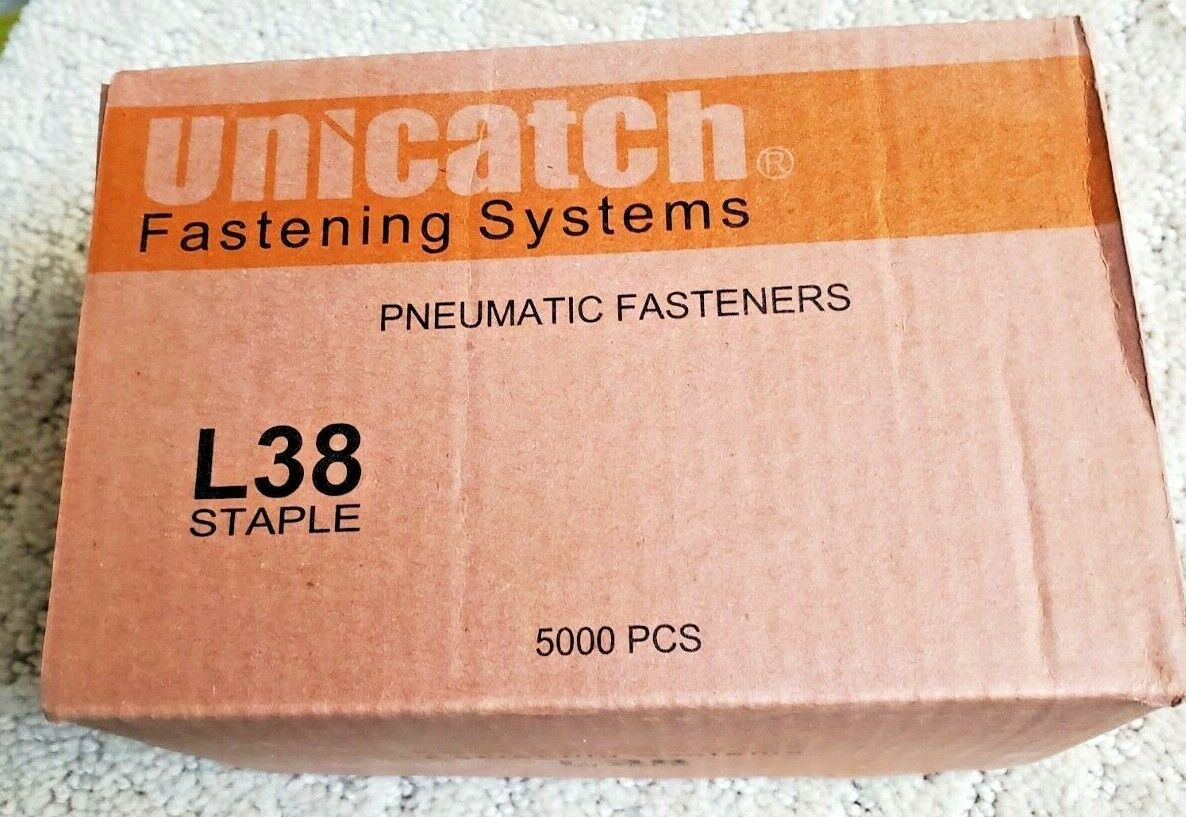 unicatch®
Fastening Systems
PNEUMATIC FASTENERS
L38
STAPLE
5000 PCS